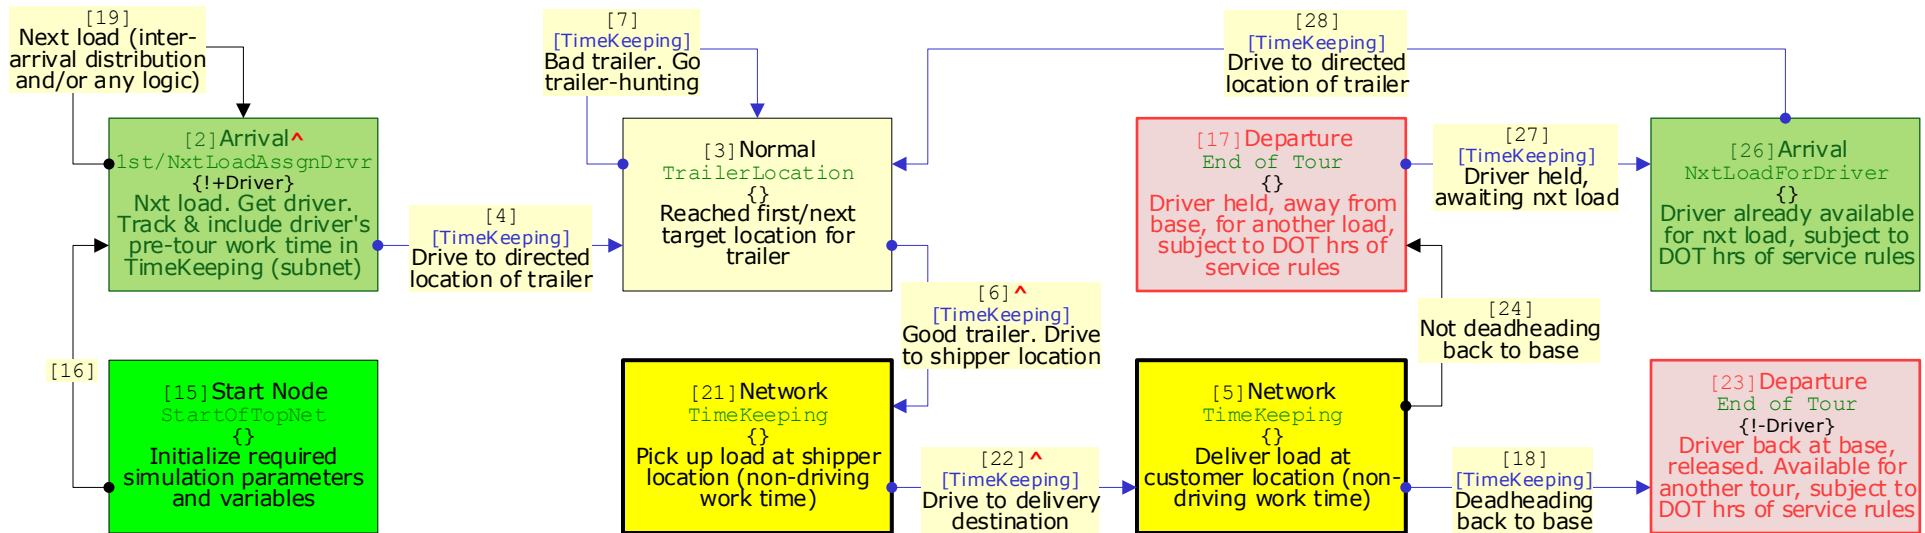 [19]
Next load (inter-
arrival distribution
and/or any logic)
[7]
[TimeKeeping]
Bad trailer. Go
trailer-hunting
[28]
[TimeKeeping]
Drive to directed
location of trailer
[2]Arrival^
1st/NxtLoadAssgnDrvr
{!+Driver}
Nxt load. Get driver.
Track & include driver's
pre-tour work time in
TimeKeeping (subnet)
[4]
[TimeKeeping]
Drive to directed
location of trailer
[3]Normal
TrailerLocation
{}
Reached first/next
target location for
trailer
[17]Departure
End of Tour
{}
Driver held, away from
base, for another load,
subject to DOT hrs of
service rules
[27]
[TimeKeeping]
Driver held,
awaiting nxt load
[26]Arrival
NxtLoadForDriver
{}
Driver already available
for nxt load, subject to
DOT hrs of service rules
[6]^
[TimeKeeping]
Good trailer. Drive
to shipper location
[24]
Not deadheading
back to base
[16]
[15]Start Node
StartOfTopNet
{}
Initialize required
simulation parameters
and variables
[21]Network
TimeKeeping
{}
Pick up load at shipper
location (non-driving
work time)
[22]^
[TimeKeeping]
Drive to delivery
destination
[5]Network
TimeKeeping
{}
Deliver load at
customer location (non-
driving work time)
[18]
[TimeKeeping]
Deadheading
back to base
[23]Departure
End of Tour
{!-Driver}
Driver back at base,
released. Available for
another tour, subject to
DOT hrs of service rules